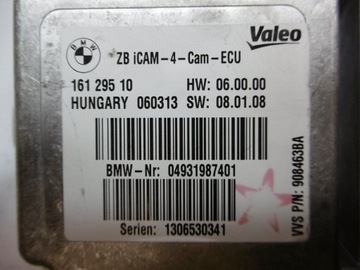 BMW
ZB iCAM-4-Cam-ECU
Valeo
161 295 10
HW: 06.00.00
HUNGARY 060313 SW: 08.01.08
BMW-Nr: 04931987401
Serien: 1306530341
VVS P/N: 908463BA